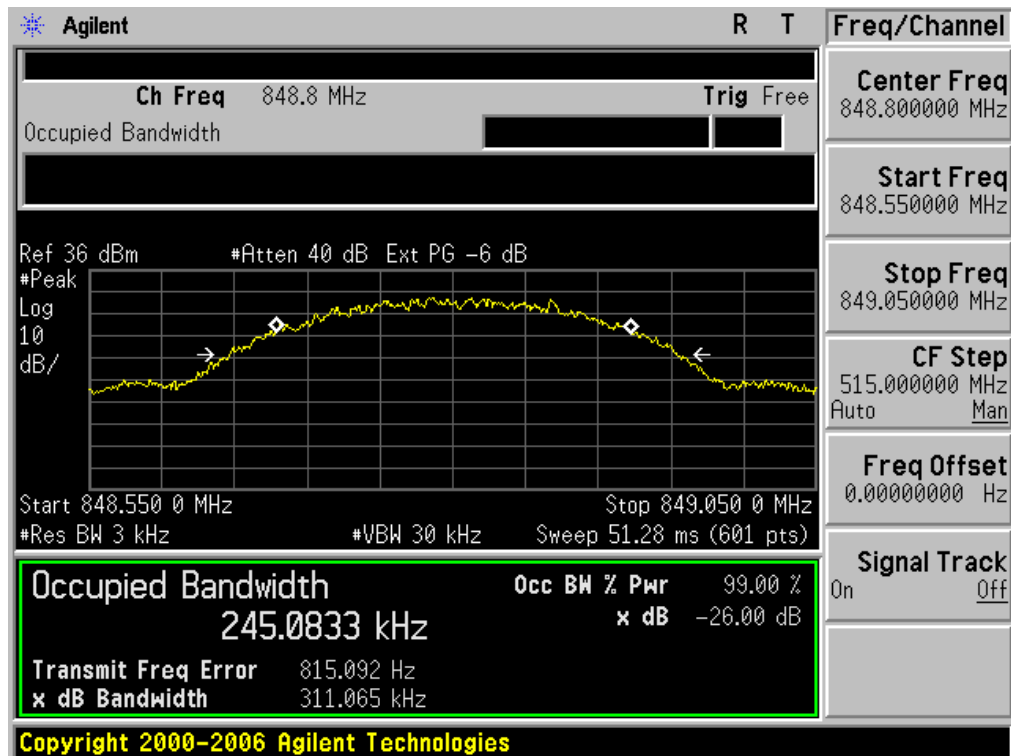 Agilent R T
Ch Freq 848.8 MHz Trig Free
Occupied Bandwidth
Ref 36 dBm #Atten 40 dB Ext PG -6 dB
#Peak
Log
10
dB/
Start 848.550 0 MHz Stop 849.050 0 MHz
#Res BW 3 kHz #VBW 30 kHz Sweep 51.28 ms (601 pts)
Occupied Bandwidth Occ BW % Pwr 99.00 %
245.0833 kHz x dB -26.00 dB
Transmit Freq Error 815.092 Hz
x dB Bandwidth 311.065 kHz
Copyright 2000-2006 Agilent Technologies
Freq/Channel
Center Freq
848.800000 MHz
Start Freq
848.550000 MHz
Stop Freq
849.050000 MHz
CF Step
515.000000 MHz
Auto Man
Freq Offset
0.00000000 Hz
Signal Track
On Off